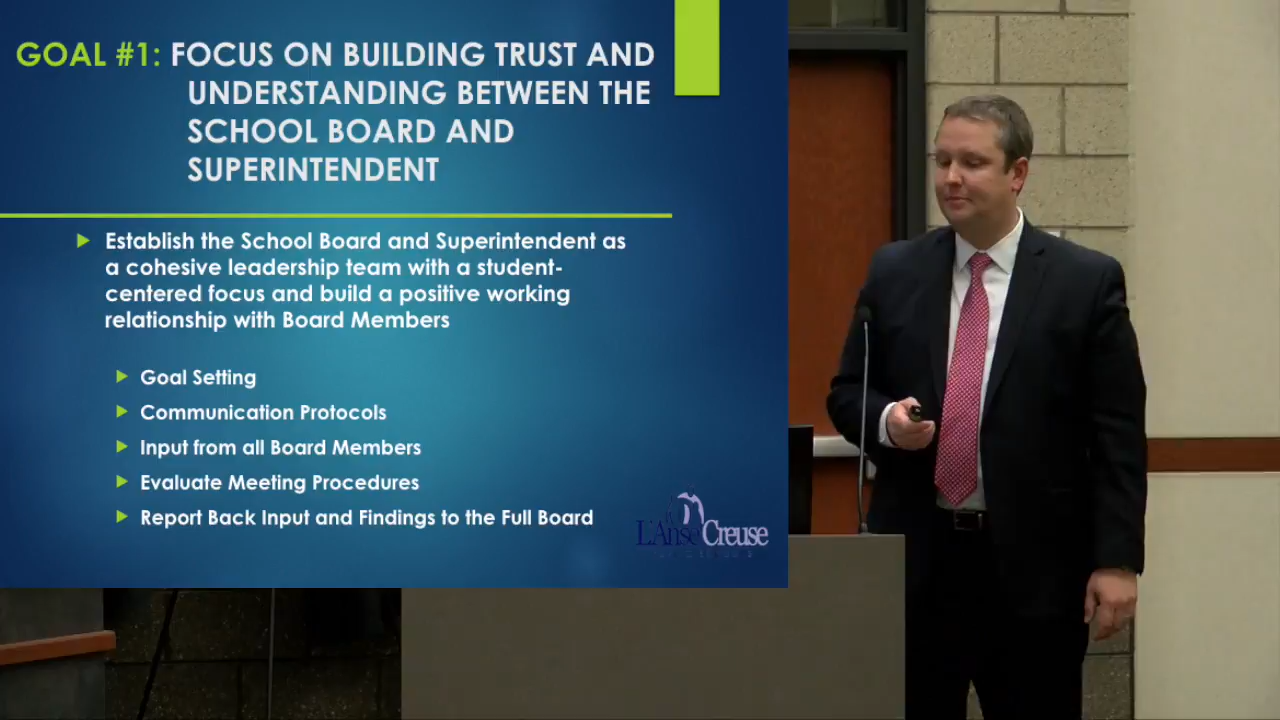 GOAL #1: FOCUS ON BUILDING TRUST AND
UNDERSTANDING BETWEEN THE
SCHOOL BOARD AND
SUPERINTENDENT
Establish the School Board and Superintendent as
a cohesive leadership team with a student-
centered focus and build a positive working
relationship with Board Members
Goal Setting
Communication Protocols
Input from all Board Members
Evaluate Meeting Procedures
Report Back Input and Findings to the Full Board
L'Anse Creuse